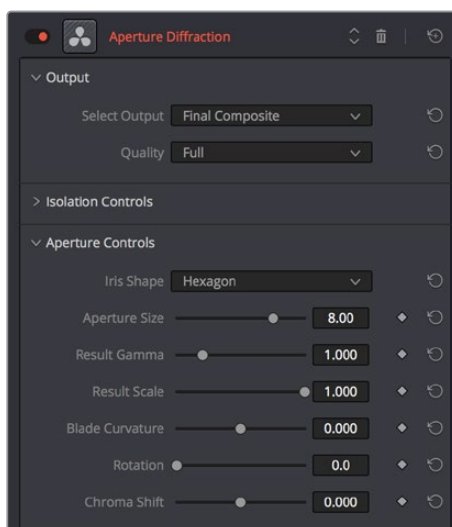 Aperture Diffraction
Output
Select Output Final Composite
Quality Full
Isolation Controls
Aperture Controls
Iris Shape Hexagon
Aperture Size 8.00
Result Gamma 1.000
Result Scale 1.000
Blade Curvature 0.000
Rotation 0.0
Chroma Shift 0.000